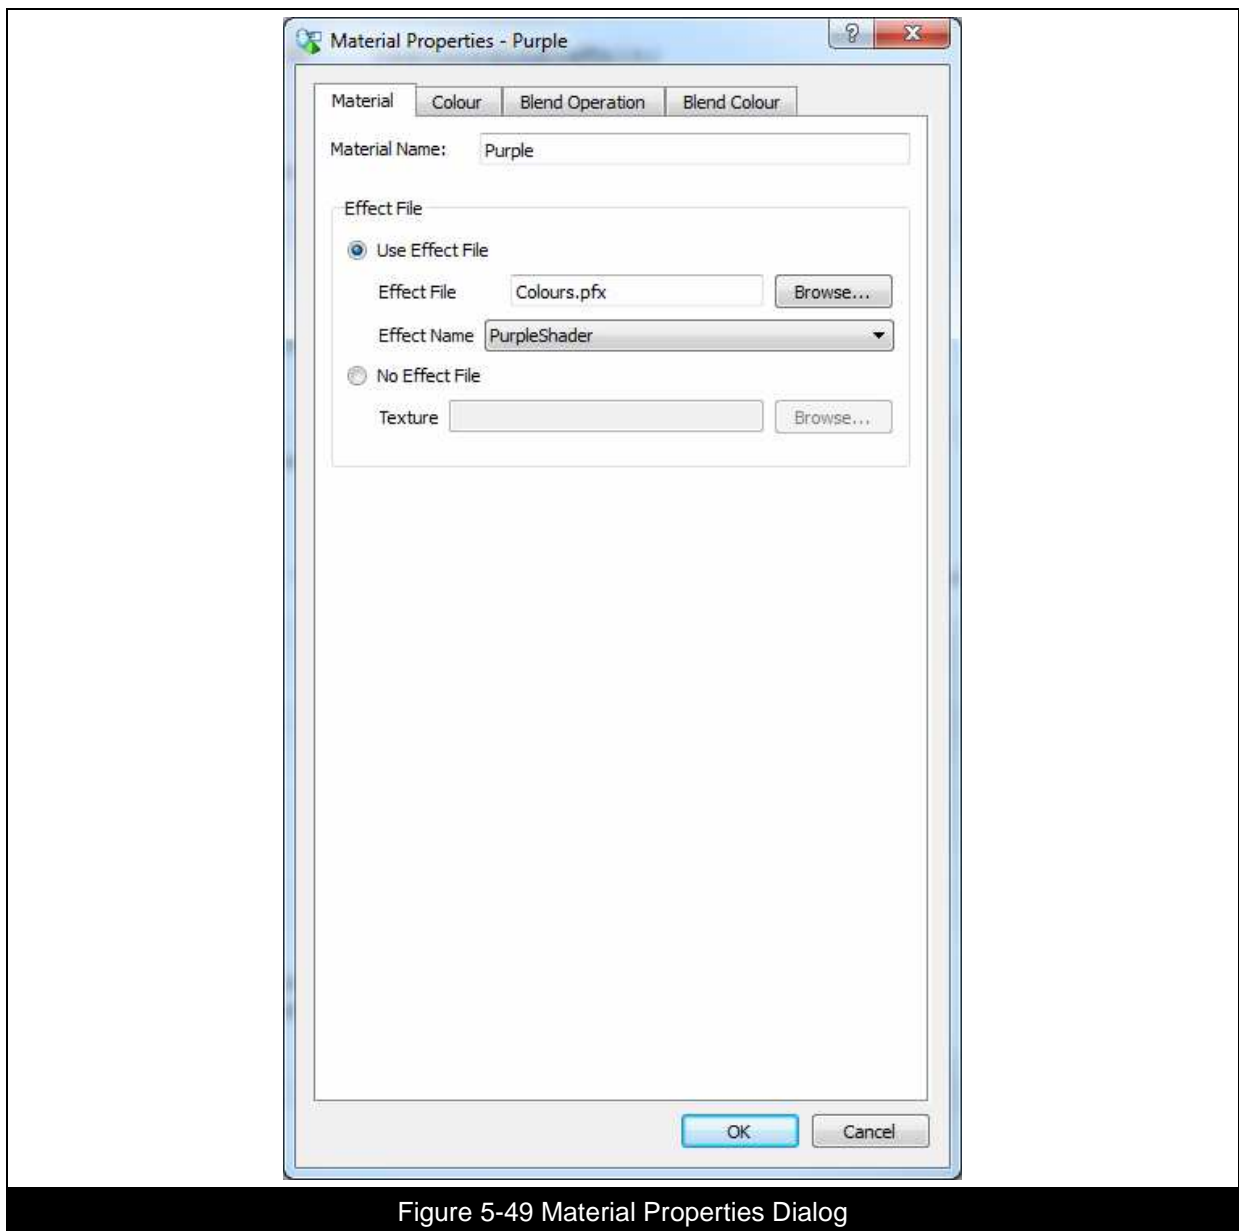 Material Properties - Purple
Material Colour Blend Operation Blend Colour
Material Name: Purple
Effect File
Use Effect File
Effect File Colours.pfx Browse...
Effect Name PurpleShader
No Effect File
Texture Browse...
OK Cancel
Figure 5-49 Material Properties Dialog